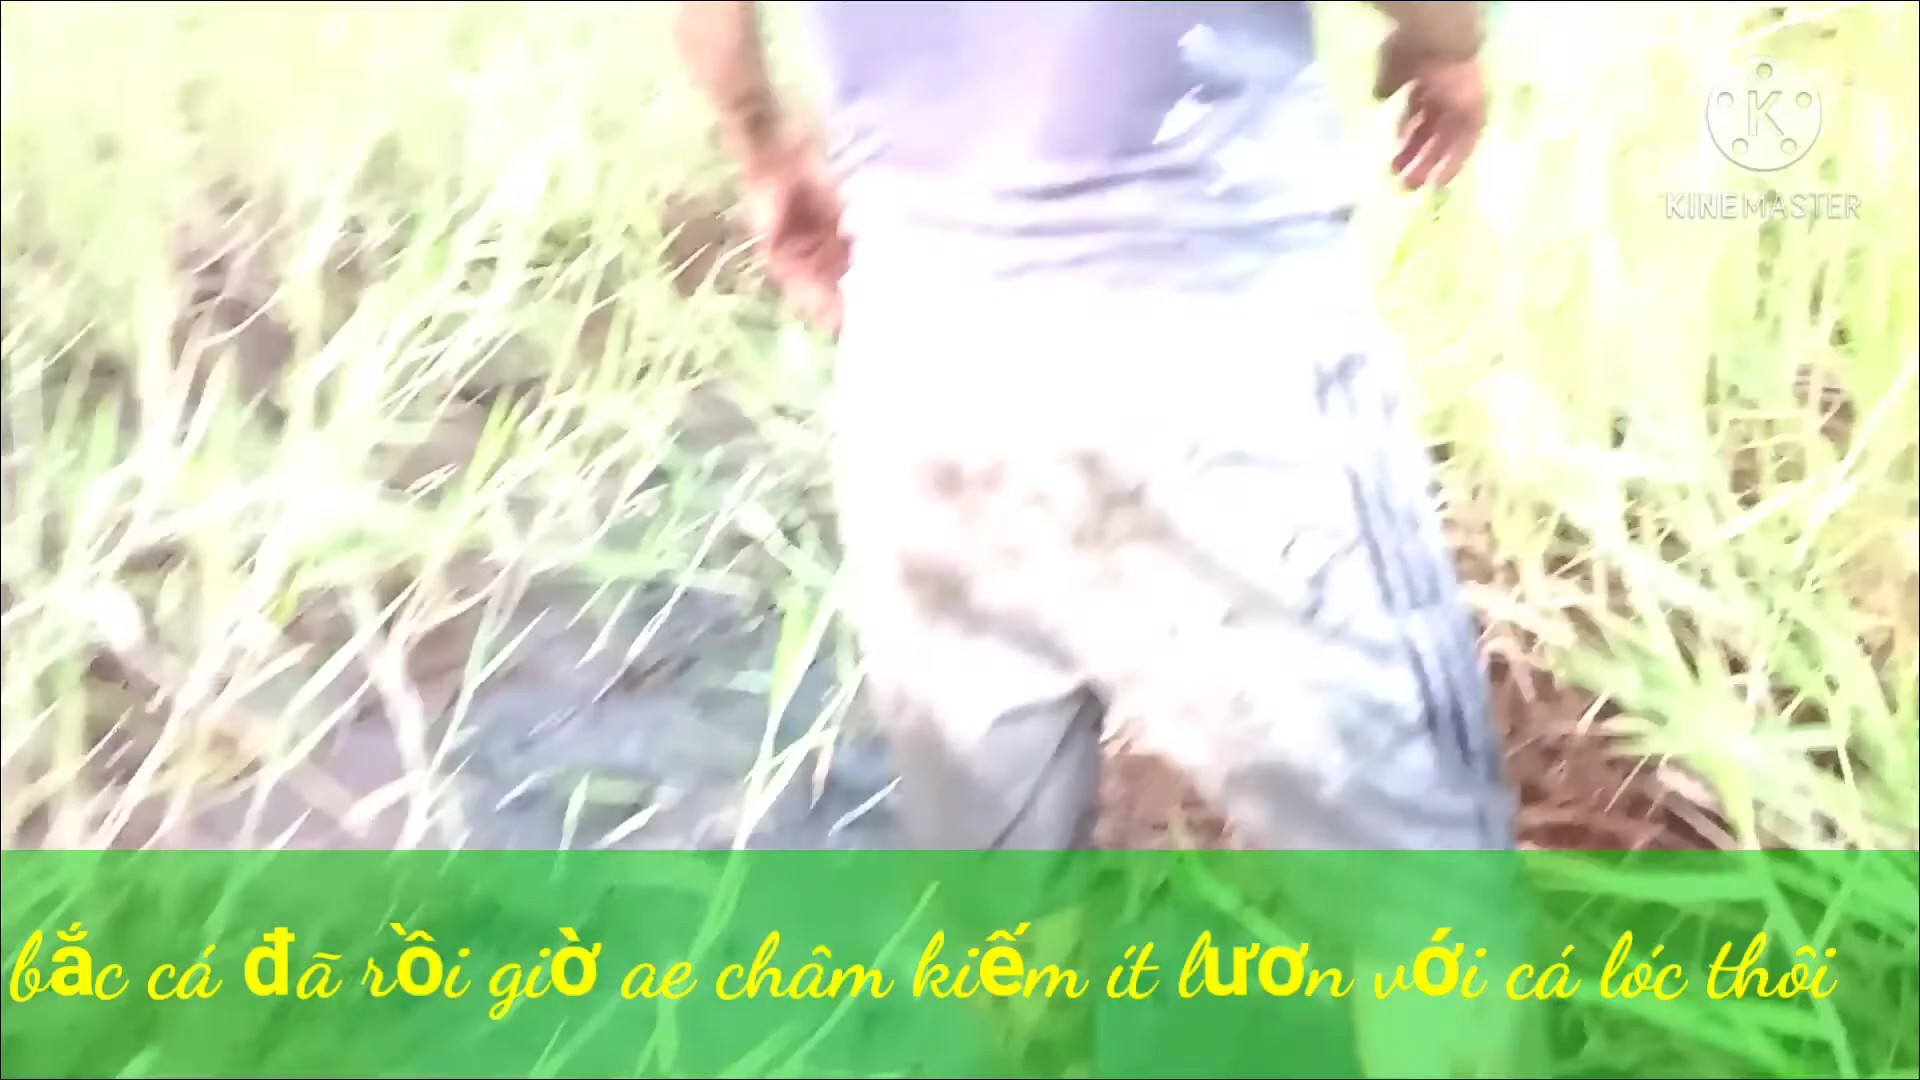 K
KINEMASTER
bắc cá đã rồi giờ ae châm kiếm ít lươn với cá lóc thôi